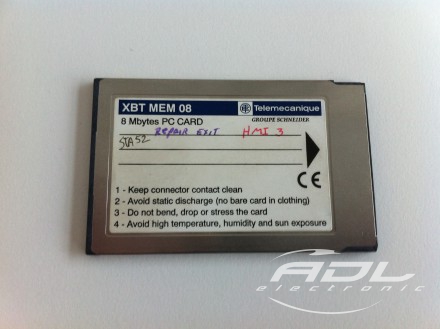 XBT MEM 08 Telemecanique
8 Mbytes PC CARD GROUPE SCHNEIDER
REPAIR EXIT HMI 3
STA 52
CE
1 - Keep connector contact clean
2 - Avoid static discharge (no bare card in clothing)
3 - Do not bend, drop or stress the card
4 - Avoid high temperature, humidity and sun exposure
ADL
electronic